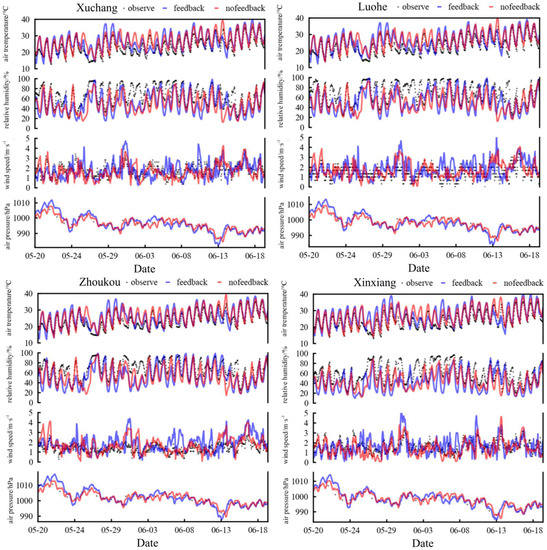 Xuchang · observe feedback nofeedback
air tremperature/°C
40
30
20
10
relative humidity/%
100
80
60
40
20
0
wind speed/m·s⁻¹
5
4
3
2
1
0
air pressure/hPa
1010
1000
990
05-20 05-24 05-29 06-03 06-08 06-13 06-18
Date
Luohe · observe feedback nofeedback
air tremperature/°C
40
30
20
10
relative humidity/%
100
80
60
40
20
0
wind speed/m·s⁻¹
5
4
3
2
1
0
air pressure/hPa
1010
1000
990
05-20 05-24 05-29 06-03 06-08 06-13 06-18
Date
Zhoukou · observe feedback nofeedback
air tremperature/°C
40
30
20
10
relative humidity/%
100
80
60
40
20
0
wind speed/m·s⁻¹
5
4
3
2
1
0
air pressure/hPa
1010
1000
990
05-20 05-24 05-29 06-03 06-08 06-13 06-18
Date
Xinxiang · observe feedback nofeedback
air tremperature/°C
40
30
20
10
relative humidity/%
100
80
60
40
20
0
wind speed/m·s⁻¹
5
4
3
2
1
0
air pressure/hPa
1010
1000
990
05-20 05-24 05-29 06-03 06-08 06-13 06-18
Date